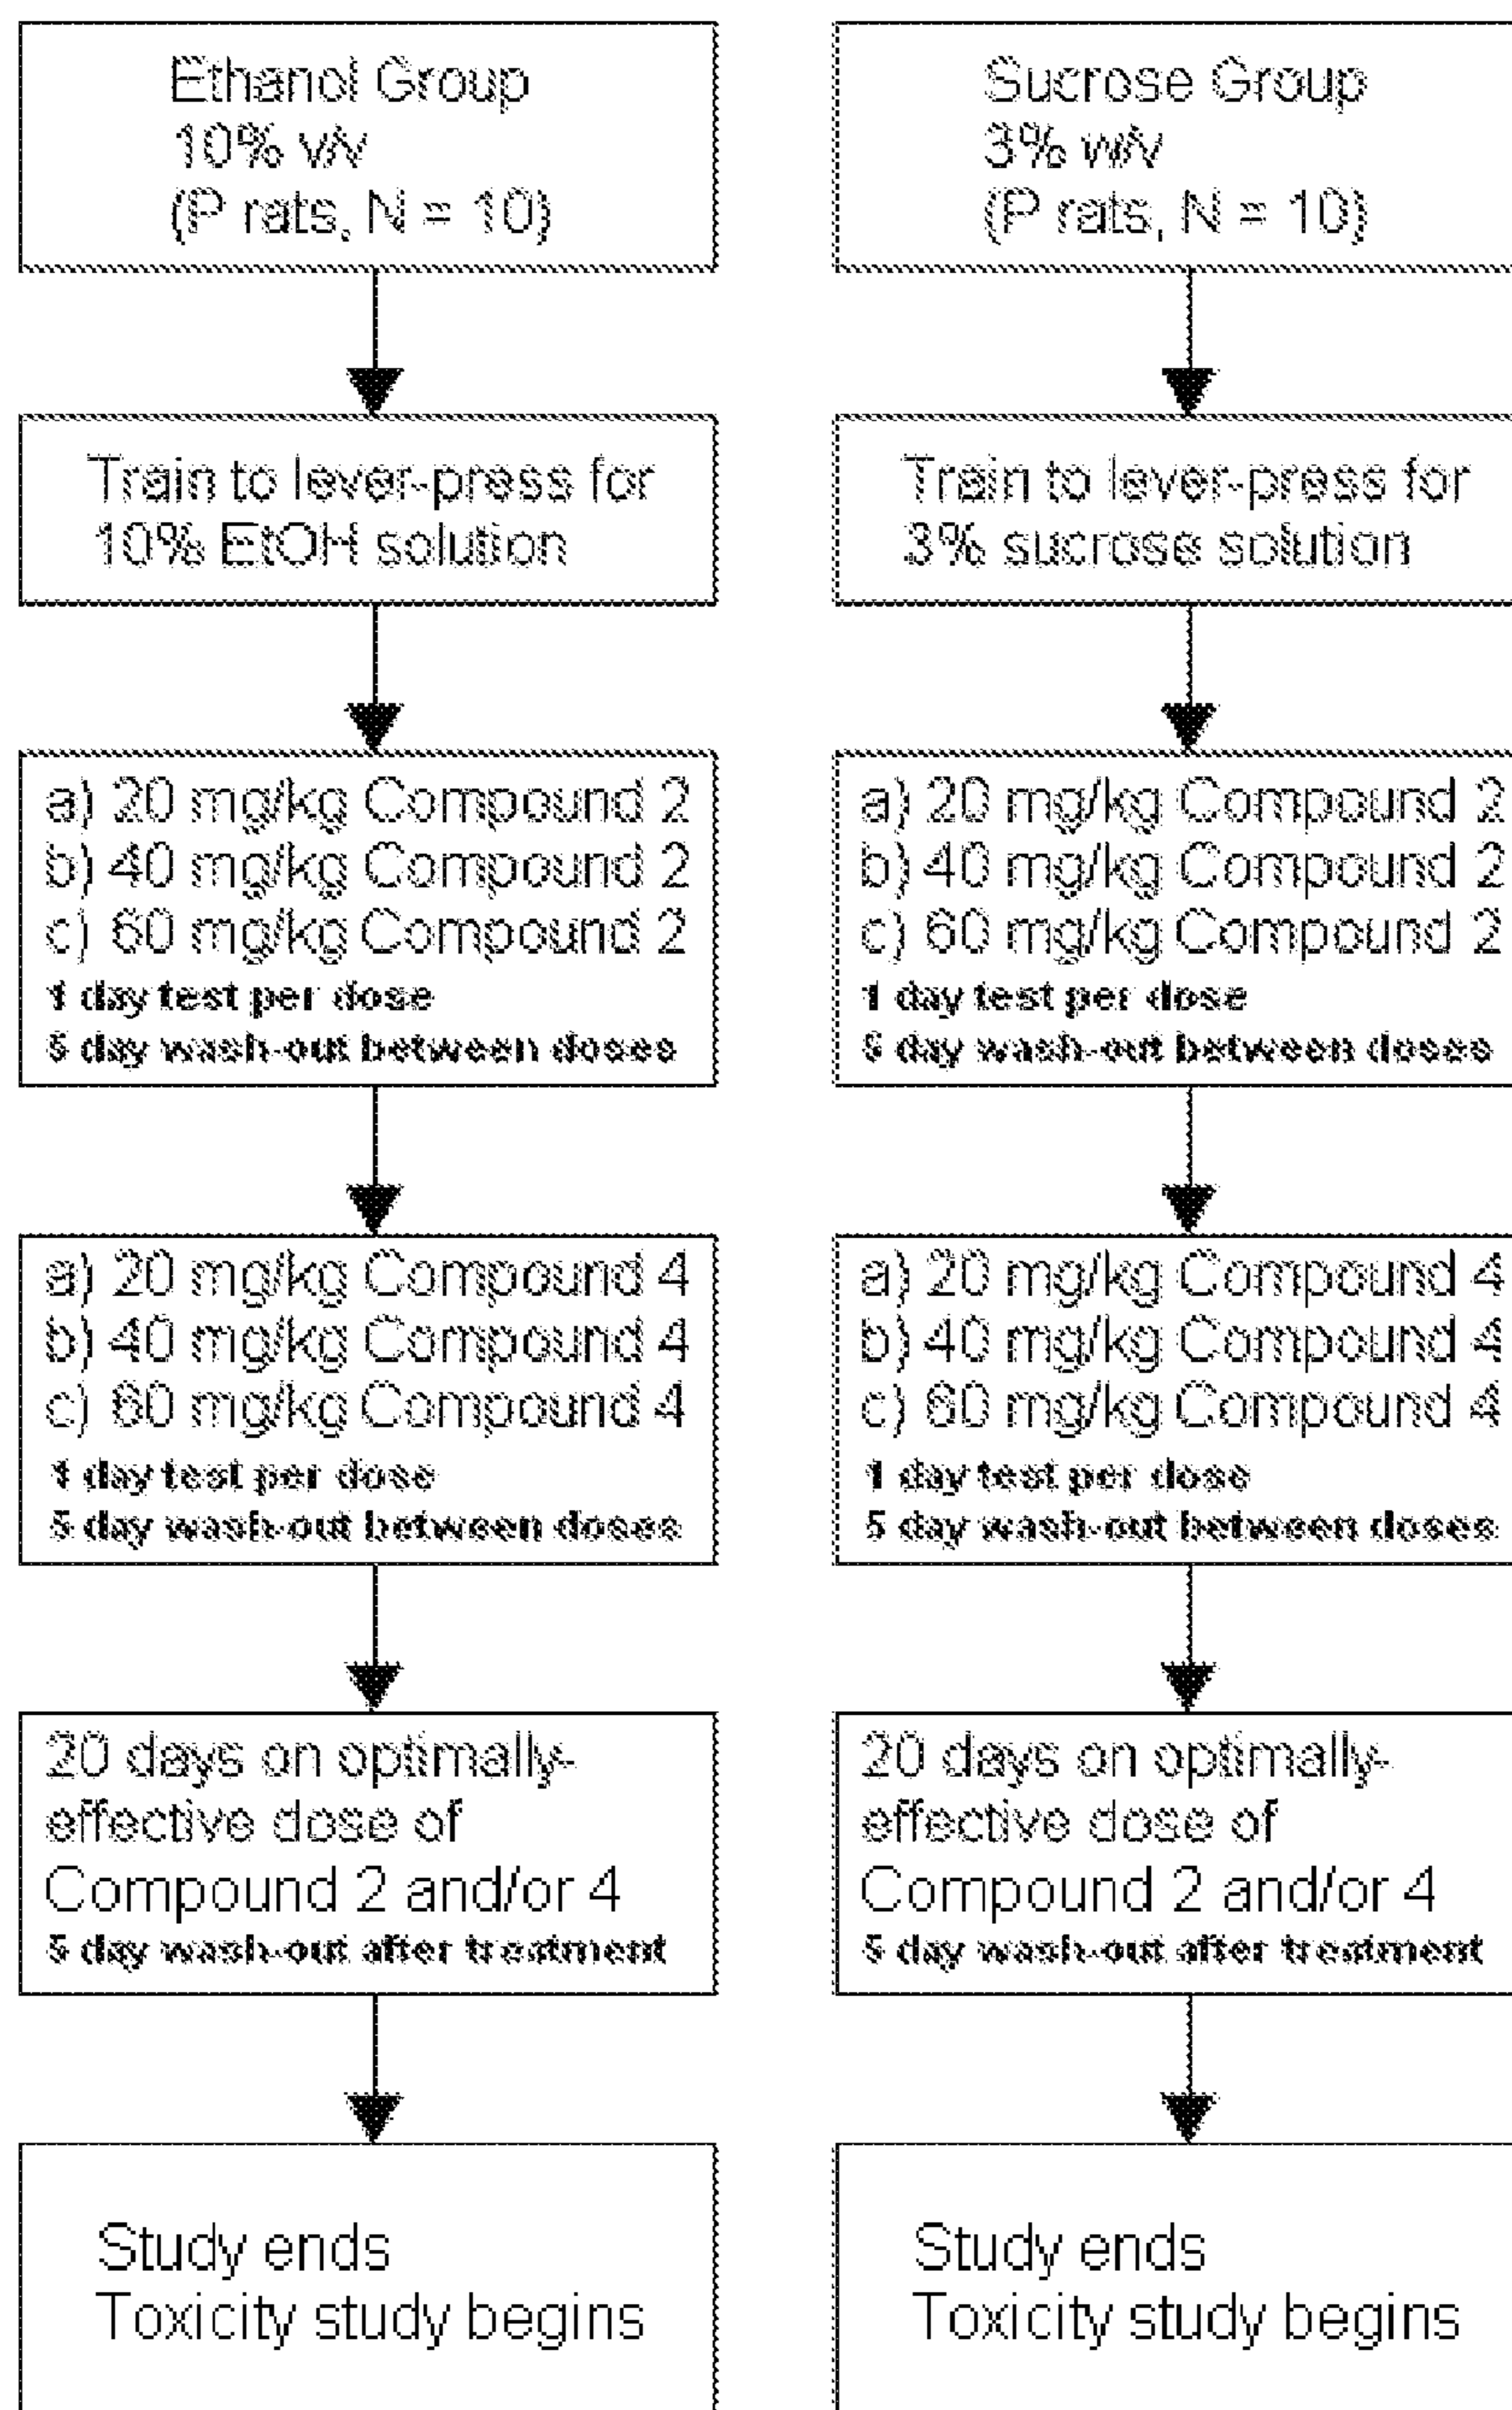 Ethanol Group
10% v/v
(P rats, N = 10)
Train to lever-press for
10% EtOH solution
a) 20 mg/kg Compound 2
b) 40 mg/kg Compound 2
c) 60 mg/kg Compound 2
1 day test per dose
5 day wash-out between doses
a) 20 mg/kg Compound 4
b) 40 mg/kg Compound 4
c) 60 mg/kg Compound 4
1 day test per dose
5 day wash-out between doses
20 days on optimally-
effective dose of
Compound 2 and/or 4
5 day wash-out after treatment
Study ends
Toxicity study begins
Sucrose Group
3% w/v
(P rats, N = 10)
Train to lever-press for
3% sucrose solution
a) 20 mg/kg Compound 2
b) 40 mg/kg Compound 2
c) 60 mg/kg Compound 2
1 day test per dose
5 day wash-out between doses
a) 20 mg/kg Compound 4
b) 40 mg/kg Compound 4
c) 60 mg/kg Compound 4
1 day test per dose
5 day wash-out between doses
20 days on optimally-
effective dose of
Compound 2 and/or 4
5 day wash-out after treatment
Study ends
Toxicity study begins